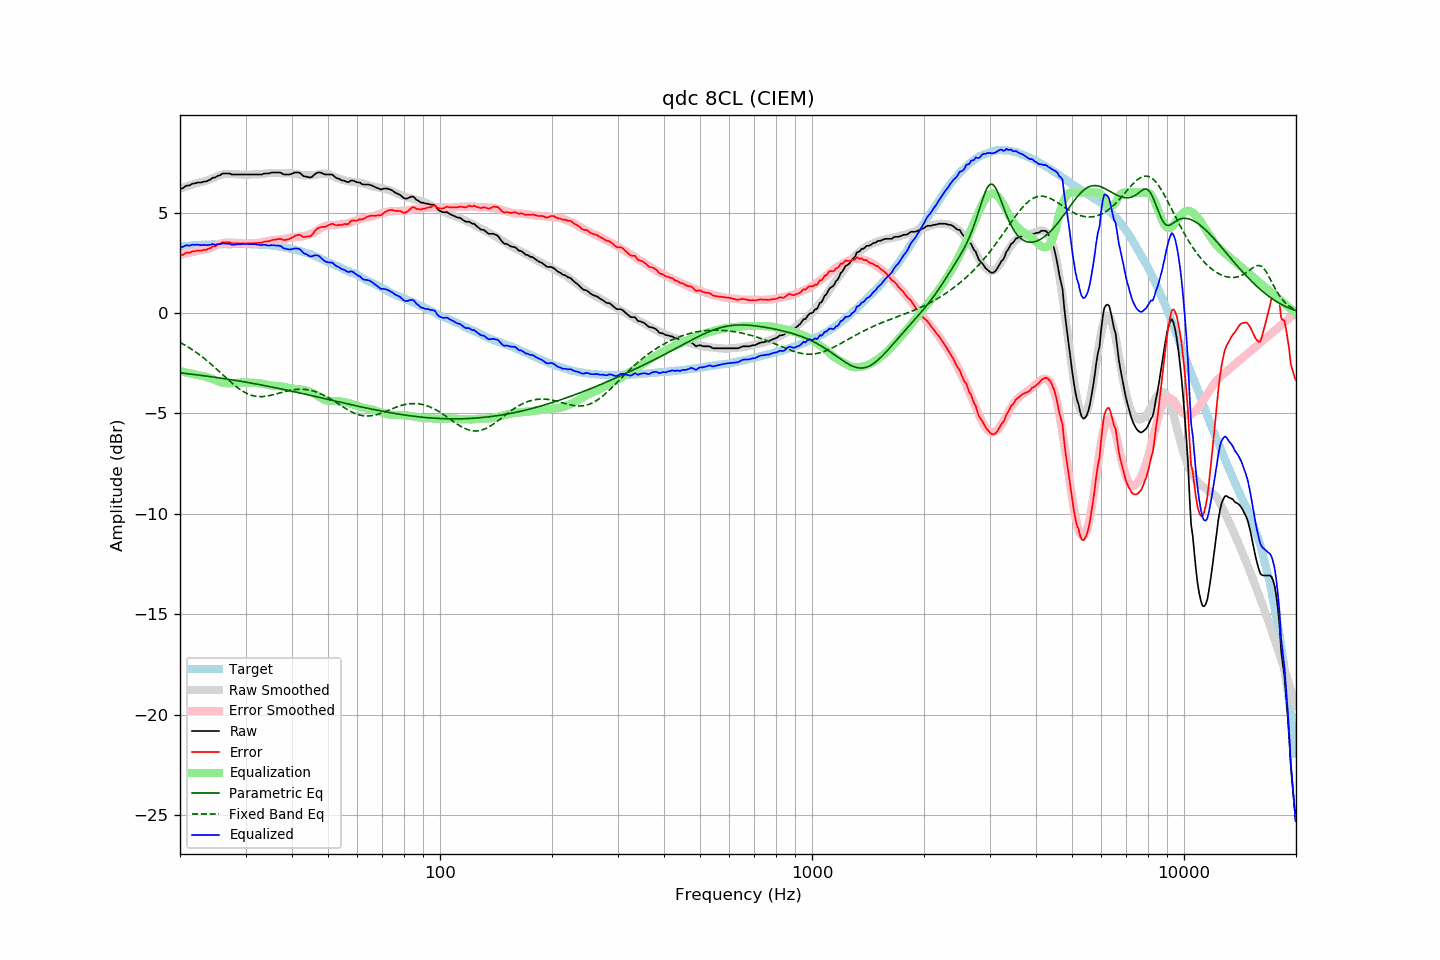 qdc 8CL (CIEM)
Amplitude (dBr)
5
0
−5
−10
−15
−20
−25
Target
Raw Smoothed
Error Smoothed
Raw
Error
Equalization
Parametric Eq
Fixed Band Eq
Equalized
100
1000
10000
Frequency (Hz)